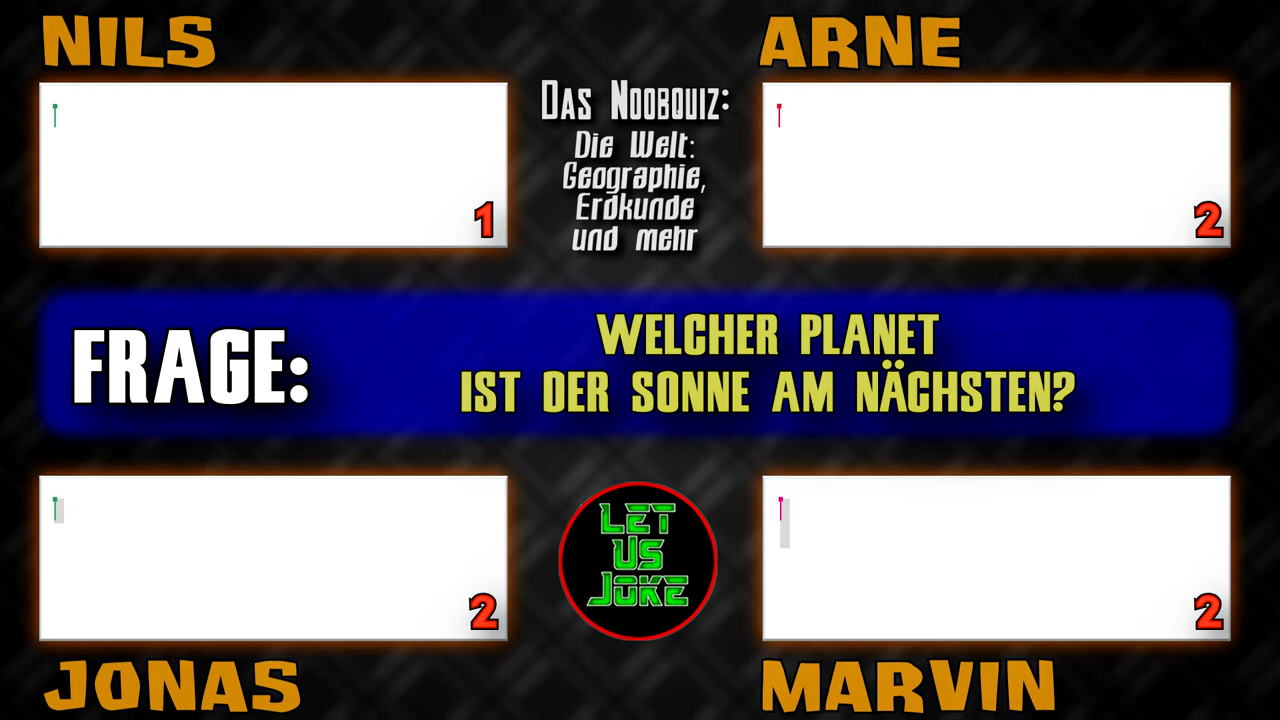 NILS
ARNE
Das Noobquiz:
Die Welt:
Geographie,
Erdkunde
und mehr
1
2
FRAGE:
WELCHER PLANET
IST DER SONNE AM NÄCHSTEN?
LET
US
JOKE
2
2
JONAS
MARVIN